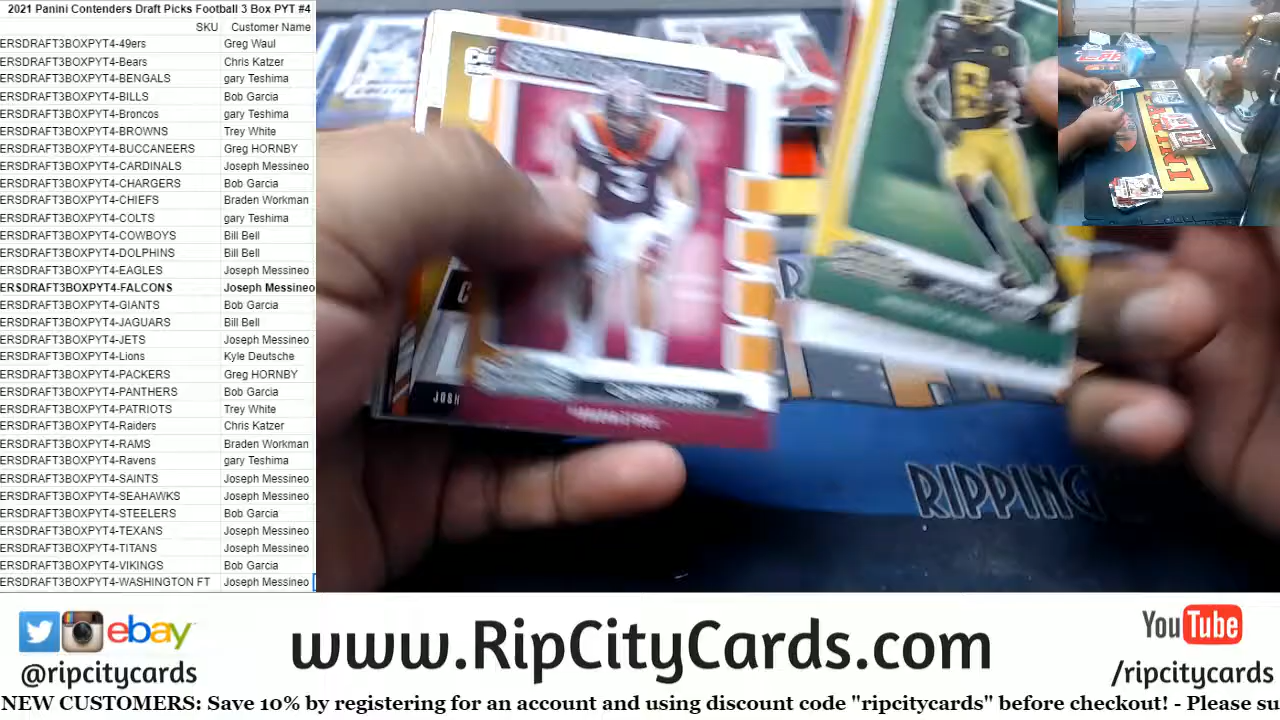 2021 Panini Contenders Draft Picks Football 3 Box PYT #4
SKU Customer Name
ERSDRAFT3BOXPYT4-49ers Greg Waul
ERSDRAFT3BOXPYT4-Bears Chris Katzer
ERSDRAFT3BOXPYT4-BENGALS gary Teshima
ERSDRAFT3BOXPYT4-BILLS Bob Garcia
ERSDRAFT3BOXPYT4-Broncos gary Teshima
ERSDRAFT3BOXPYT4-BROWNS Trey White
ERSDRAFT3BOXPYT4-BUCCANEERS Greg HORNBY
ERSDRAFT3BOXPYT4-CARDINALS Joseph Messineo
ERSDRAFT3BOXPYT4-CHARGERS Bob Garcia
ERSDRAFT3BOXPYT4-CHIEFS Braden Workman
ERSDRAFT3BOXPYT4-COLTS gary Teshima
ERSDRAFT3BOXPYT4-COWBOYS Bill Bell
ERSDRAFT3BOXPYT4-DOLPHINS Bill Bell
ERSDRAFT3BOXPYT4-EAGLES Joseph Messineo
ERSDRAFT3BOXPYT4-FALCONS Joseph Messineo
ERSDRAFT3BOXPYT4-GIANTS Bob Garcia
ERSDRAFT3BOXPYT4-JAGUARS Bill Bell
ERSDRAFT3BOXPYT4-JETS Joseph Messineo
ERSDRAFT3BOXPYT4-Lions Kyle Deutsche
ERSDRAFT3BOXPYT4-PACKERS Greg HORNBY
ERSDRAFT3BOXPYT4-PANTHERS Bob Garcia
ERSDRAFT3BOXPYT4-PATRIOTS Trey White
ERSDRAFT3BOXPYT4-Raiders Chris Katzer
ERSDRAFT3BOXPYT4-RAMS Braden Workman
ERSDRAFT3BOXPYT4-Ravens gary Teshima
ERSDRAFT3BOXPYT4-SAINTS Joseph Messineo
ERSDRAFT3BOXPYT4-SEAHAWKS Joseph Messineo
ERSDRAFT3BOXPYT4-STEELERS Bob Garcia
ERSDRAFT3BOXPYT4-TEXANS Joseph Messineo
ERSDRAFT3BOXPYT4-TITANS Joseph Messineo
ERSDRAFT3BOXPYT4-VIKINGS Bob Garcia
ERSDRAFT3BOXPYT4-WASHINGTON FT Joseph Messineo
3
2
JOSH
RIPPING
PANINI
ebay
@ripcitycards
www.RipCityCards.com
YouTube
/ripcitycards
NEW CUSTOMERS: Save 10% by registering for an account and using discount code "ripcitycards" before checkout! - Please su